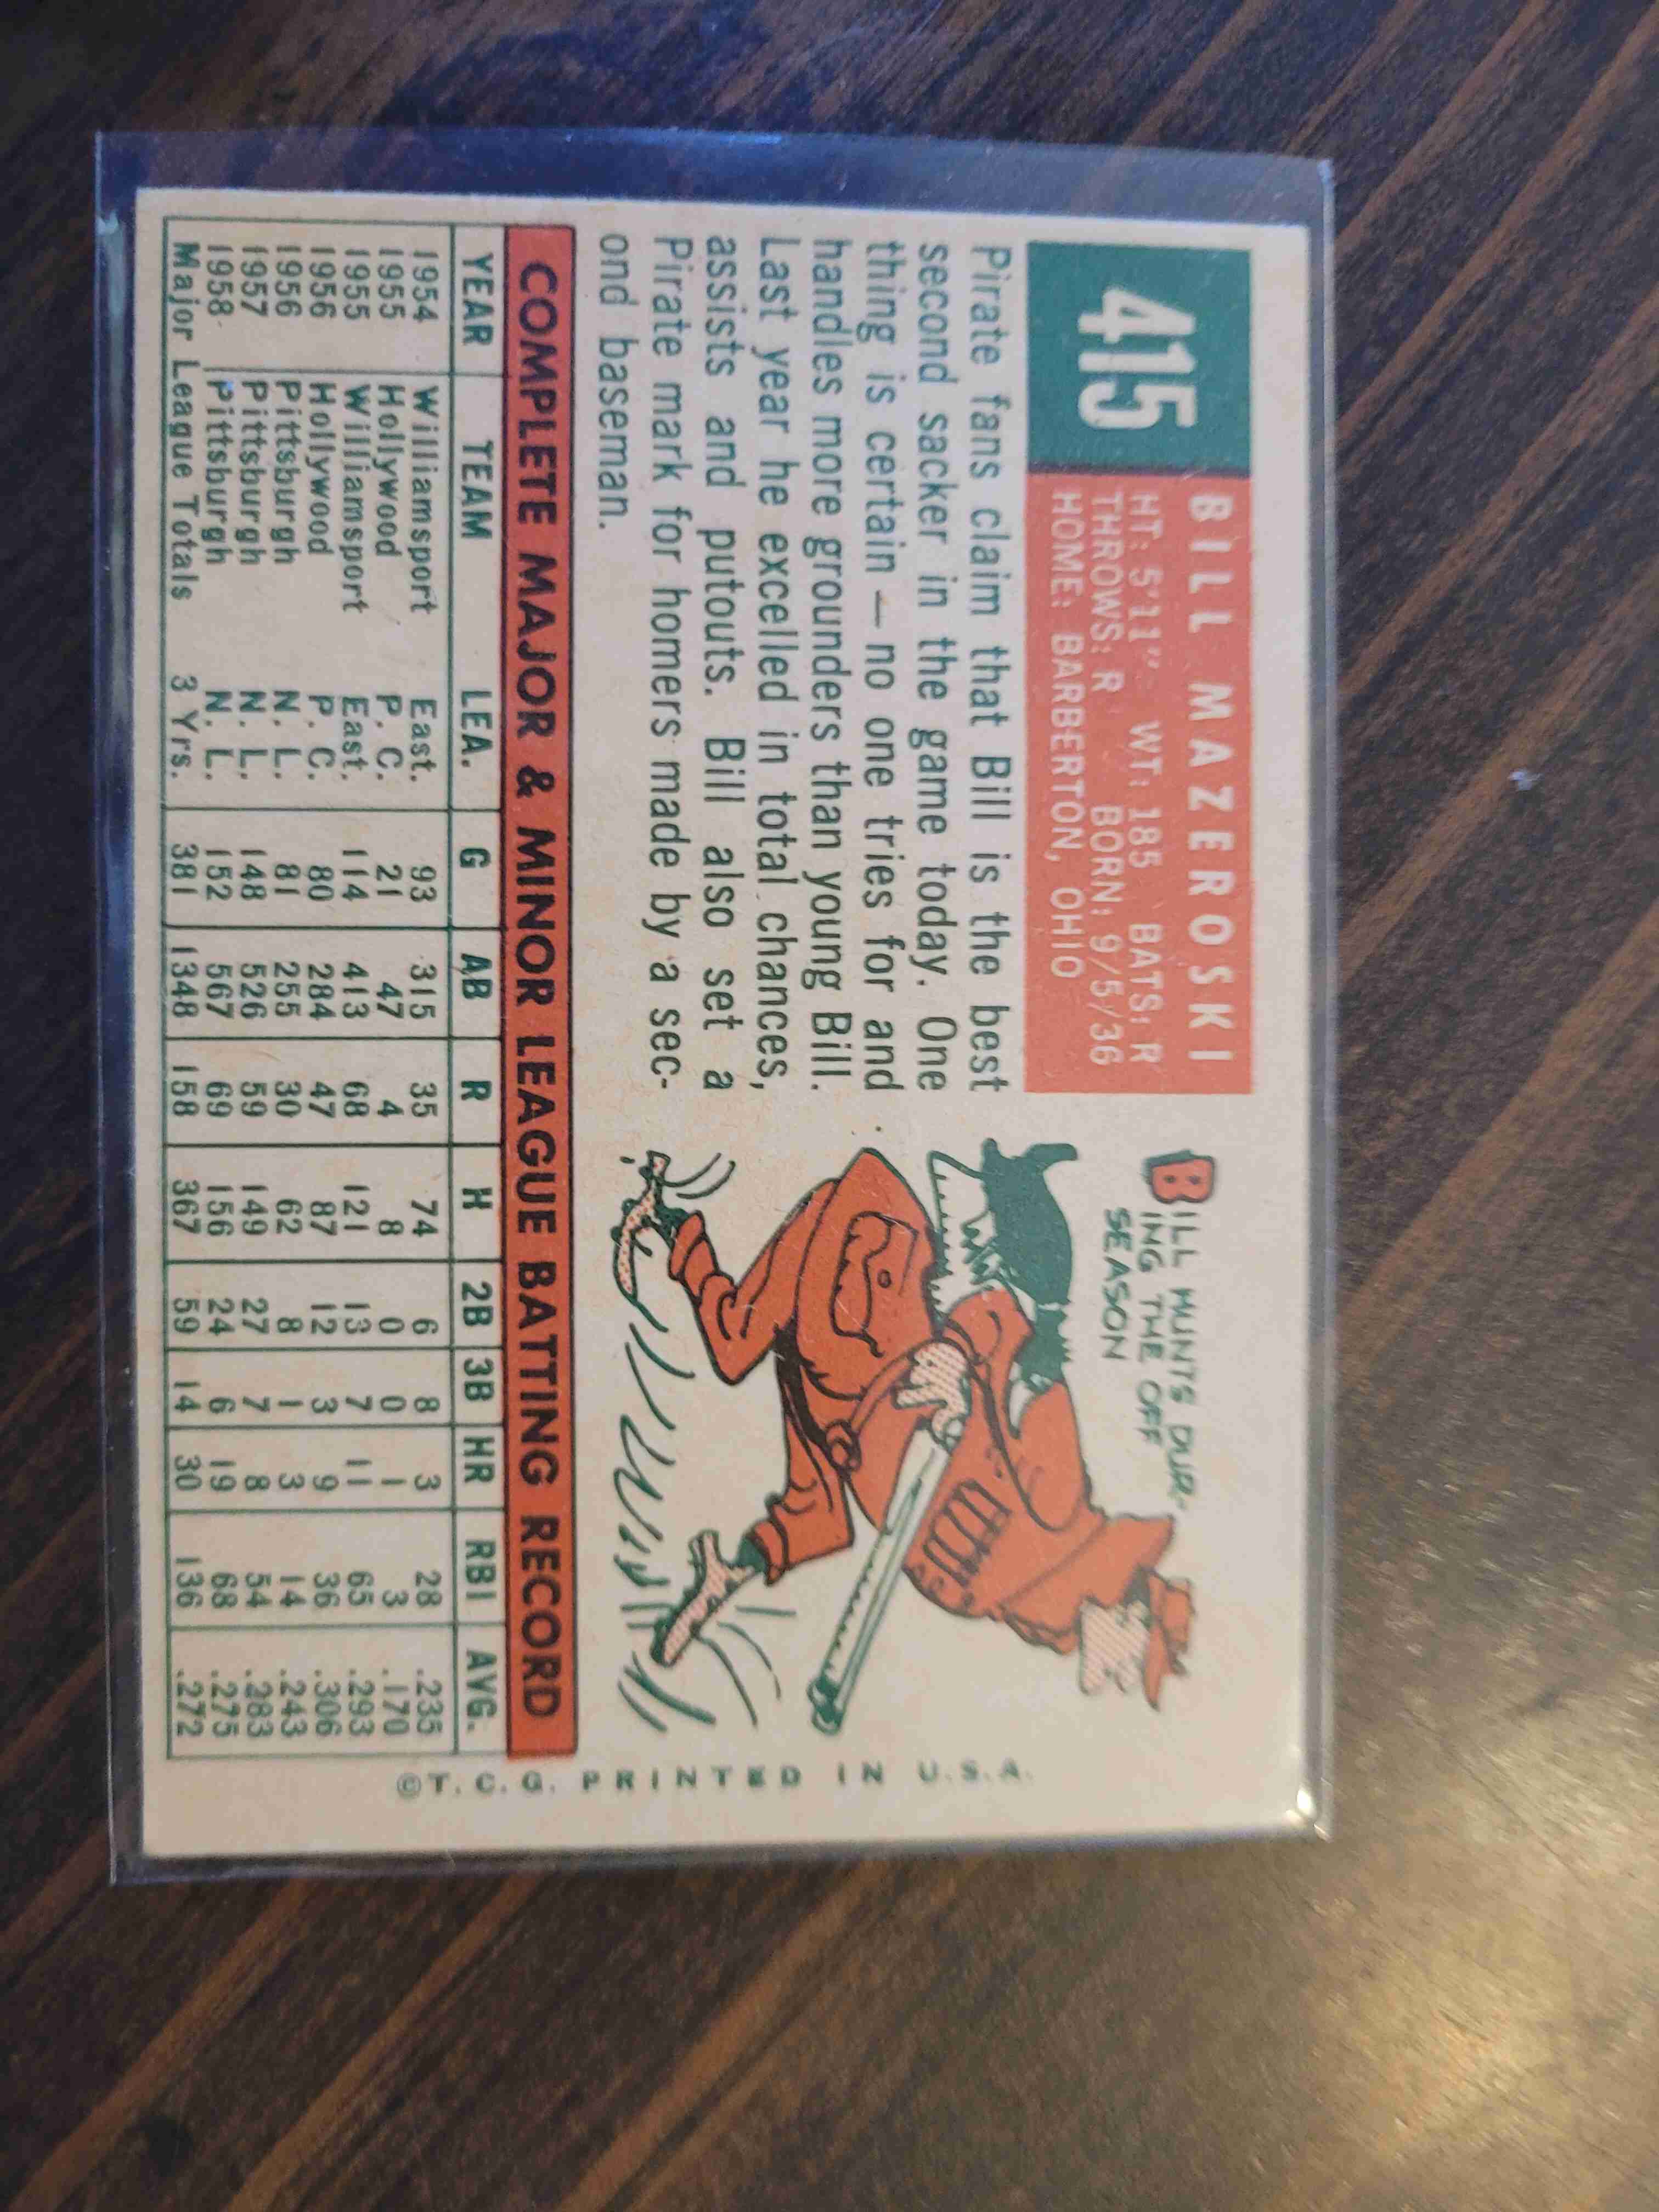 415
BILL MAZEROSKI
HT: 5'11" WT: 185 BATS: R
THROWS: R BORN: 9/5/36
HOME: BARBERTON, OHIO
Pirate fans claim that Bill is the best
second sacker in the game today. One
thing is certain — no one tries for and
handles more grounders than young Bill.
Last year he excelled in total chances,
assists and putouts. Bill also set a
Pirate mark for homers made by a sec-
ond baseman.
BILL HUNTS DUR-
ING THE OFF
SEASON
COMPLETE MAJOR & MINOR LEAGUE BATTING RECORD
YEAR TEAM LEA. G AB R H 2B 3B HR RBI AVG.
1954 Williamsport East. 93 315 35 74 6 8 3 28 .235
1955 Hollywood P. C. 21 47 4 8 0 0 1 3 .170
1955 Williamsport East. 114 413 68 121 13 7 11 65 .293
1956 Hollywood P. C. 80 284 47 87 12 3 9 36 .306
1956 Pittsburgh N. L. 81 255 30 62 8 1 3 14 .243
1957 Pittsburgh N. L. 148 526 59 149 27 7 8 54 .283
1958 Pittsburgh N. L. 152 567 69 156 24 6 19 68 .275
Major League Totals 3 Yrs. 381 1348 158 367 59 14 30 136 .272
©T. C. G. PRINTED IN U.S.A.